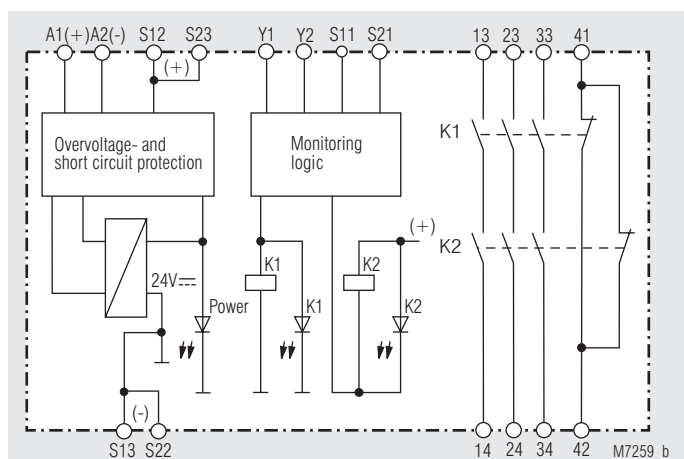 A1(+) A2(-) S12 S23 Y1 Y2 S11 S21 13 23 33 41
(+)
Overvoltage- and
short circuit protection
Monitoring
logic
K1
K2
(+)
24V
K1
K2
Power
K1
K2
(-)
S13 S22 14 24 34 42
M7259_b